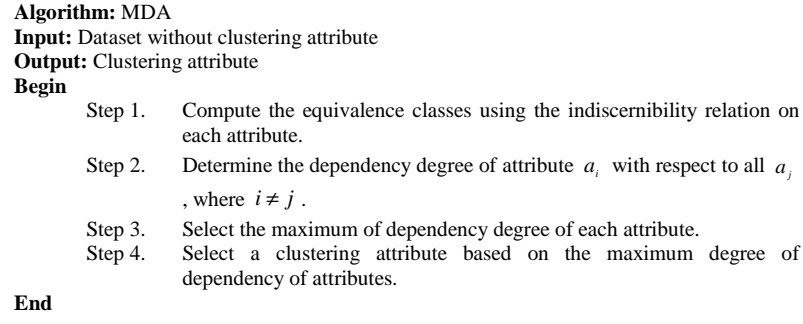 Algorithm: MDA
Input: Dataset without clustering attribute
Output: Clustering attribute
Begin
Step 1. Compute the equivalence classes using the indiscernibility relation on
each attribute.
Step 2. Determine the dependency degree of attribute a_i with respect to all a_j
, where i ≠ j .
Step 3. Select the maximum of dependency degree of each attribute.
Step 4. Select a clustering attribute based on the maximum degree of
dependency of attributes.
End